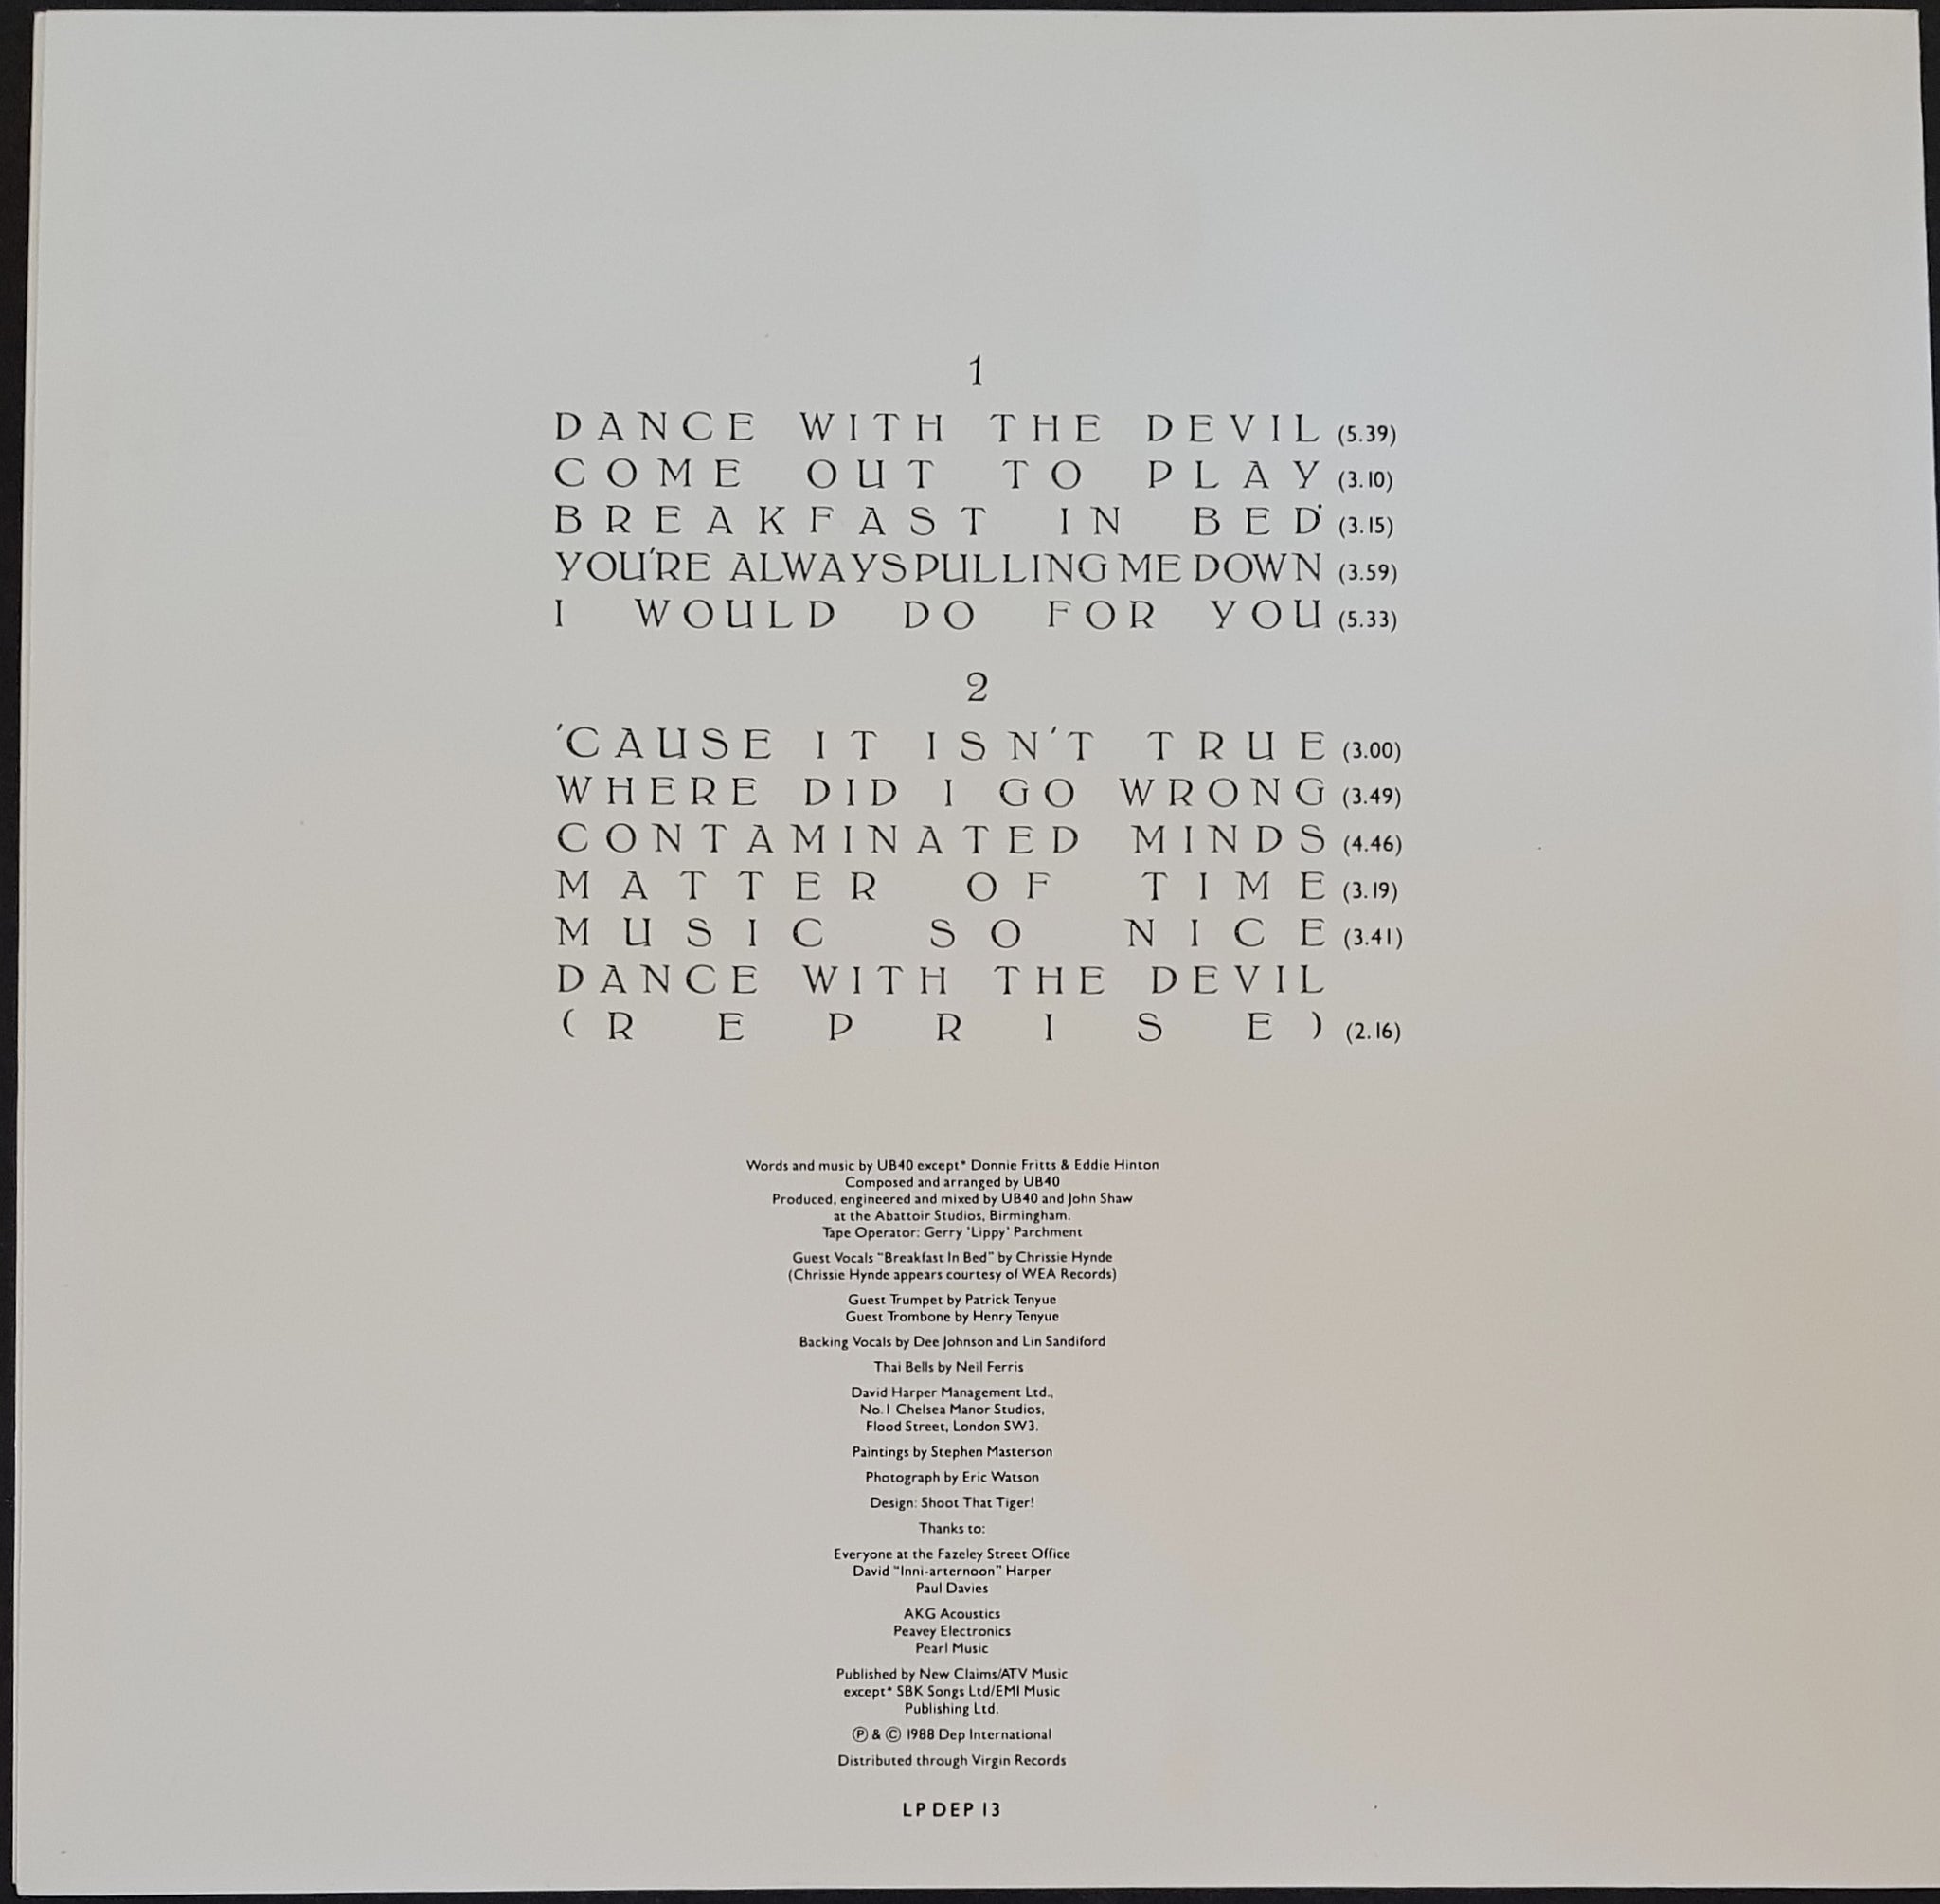 1
DANCE WITH THE DEVIL (5.39)
COME OUT TO PLAY (3.10)
BREAKFAST IN BED* (3.15)
YOU'RE ALWAYS PULLING ME DOWN (3.59)
I WOULD DO FOR YOU (5.33)
2
'CAUSE IT ISN'T TRUE (3.00)
WHERE DID I GO WRONG (3.49)
CONTAMINATED MINDS (4.46)
MATTER OF TIME (3.19)
MUSIC SO NICE (3.41)
DANCE WITH THE DEVIL
(REPRISE) (2.16)
Words and music by UB40 except* Donnie Fritts & Eddie Hinton
Composed and arranged by UB40
Produced, engineered and mixed by UB40 and John Shaw
at the Abattoir Studios, Birmingham.
Tape Operator: Gerry 'Lippy' Parchment
Guest Vocals "Breakfast In Bed" by Chrissie Hynde
(Chrissie Hynde appears courtesy of WEA Records)
Guest Trumpet by Patrick Tenyue
Guest Trombone by Henry Tenyue
Backing Vocals by Dee Johnson and Lin Sandiford
Thai Bells by Neil Ferris
David Harper Management Ltd.,
No. 1 Chelsea Manor Studios,
Flood Street, London SW3.
Paintings by Stephen Masterson
Photograph by Eric Watson
Design: Shoot That Tiger!
Thanks to:
Everyone at the Fazeley Street Office
David "Inni-arternoon" Harper
Paul Davies
AKG Acoustics
Peavey Electronics
Pearl Music
Published by New Claims/ATV Music
except* SBK Songs Ltd/EMI Music
Publishing Ltd.
Ⓟ & © 1988 Dep International
Distributed through Virgin Records
LP DEP 13